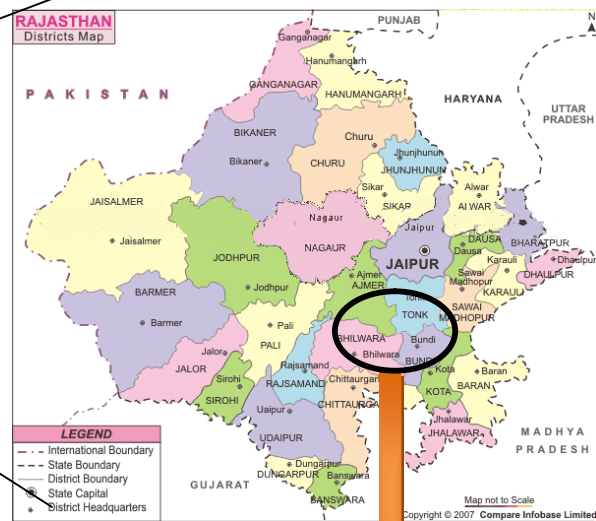 RAJASTHAN
Districts Map
PUNJAB
N
Ganganagar
Hanumangarh
GANGANAGAR
HANUMANGARH
PAKISTAN
HARYANA
UTTAR
PRADESH
BIKANER
Churu
Bikaner
CHURU
Jhunjhunun
JHUNJHUNUN
Sikar
SIKAR
Alwar
ALWAR
JAISALMER
Jaisalmer
Nagaur
NAGAUR
Jaipur
JAIPUR
DAUSA
Dausa
BHARATPUR
JODHPUR
Jodhpur
Ajmer
AJMER
Karauli
KARAULI
Dhaulpur
DHAULPUR
Sawai
Madhopur
SAWAI
MADHOPUR
BARMER
Barmer
Tonk
TONK
Pali
PALI
BHILWARA
Bhilwara
Bundi
BUNDI
Jalor
JALOR
Rajsamand
RAJSAMAND
Sirohi
SIROHI
Chittaurgarh
CHITTAURGA
Kota
KOTA
Baran
BARAN
Uaipur
UDAIPUR
Jhalawar
JHALAWAR
MADHYA
PRADESH
Dungarpur
DUNGARPUR
Banswara
BANSWARA
GUJARAT
LEGEND
International Boundary
State Boundary
District Boundary
State Capital
District Headquarters
Map not to Scale
Copyright © 2007 Compare Infobase Limited